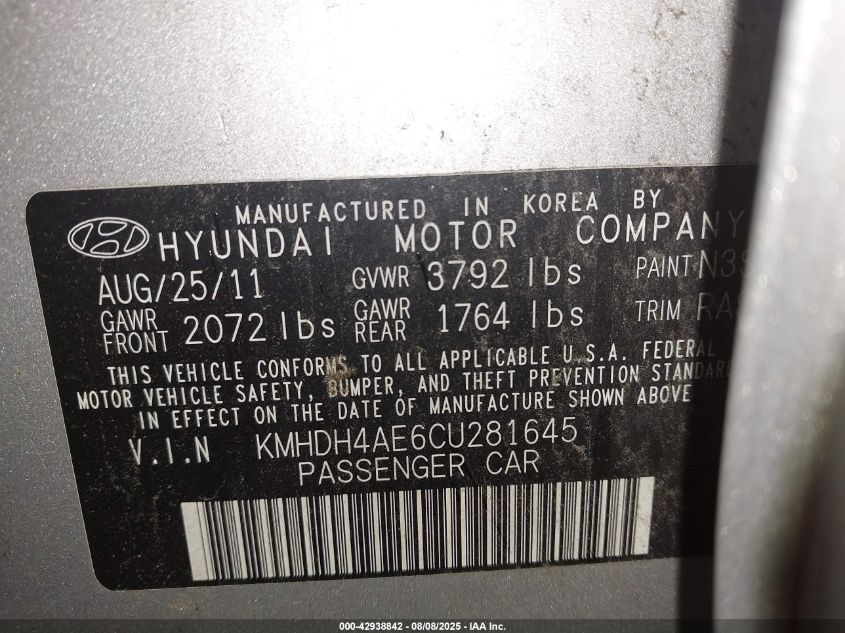 MANUFACTURED IN KOREA BY
HYUNDAI MOTOR COMPANY
AUG/25/11 GVWR 3792 lbs PAINT
GAWR FRONT 2072 lbs GAWR REAR 1764 lbs TRIM
THIS VEHICLE CONFORMS TO ALL APPLICABLE U.S.A. FEDERAL
MOTOR VEHICLE SAFETY, BUMPER, AND THEFT PREVENTION STANDARD
IN EFFECT ON THE DATE OF MANUFACTURE SHOWN ABOVE
V.I.N KMHDH4AE6CU281645
PASSENGER CAR
000-42938842 - 08/08/2025 - IAA Inc.